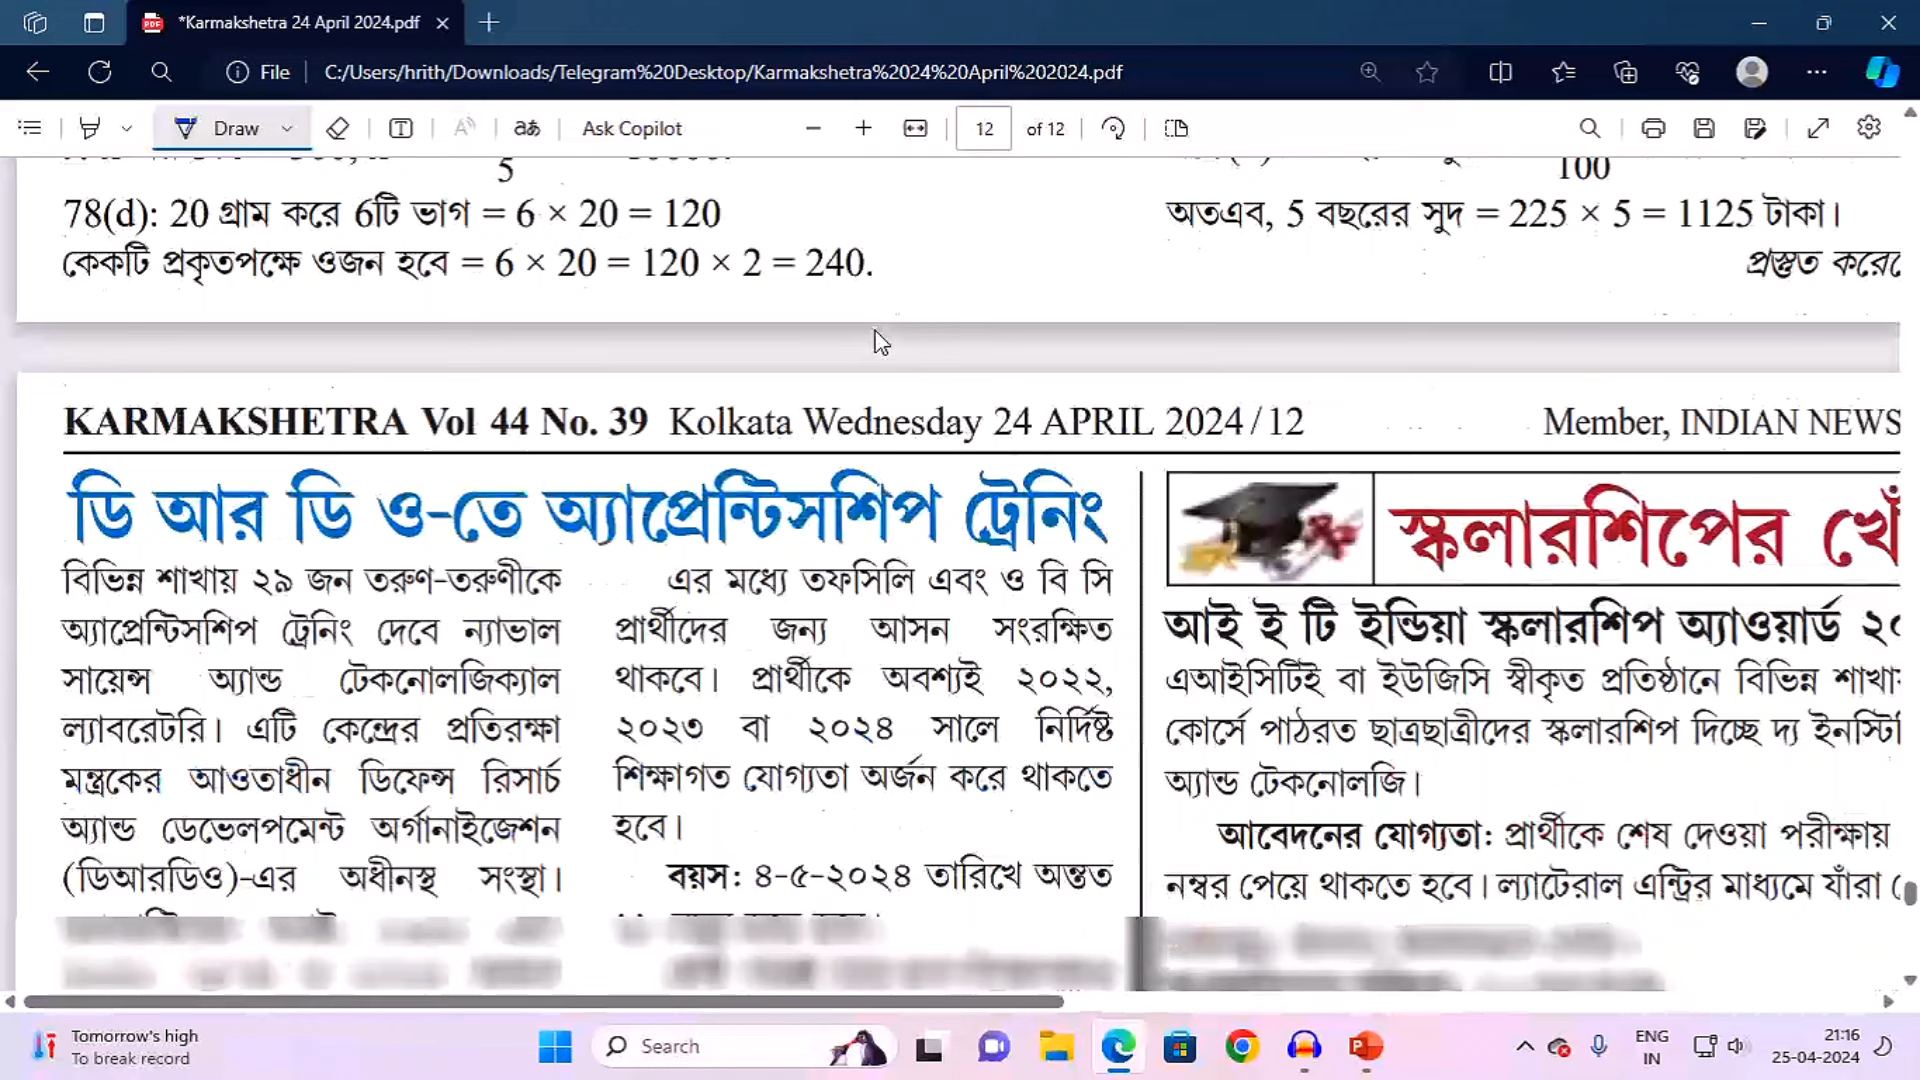 *Karmakshetra 24 April 2024.pdf
File
C:/Users/hrith/Downloads/Telegram%20Desktop/Karmakshetra%2024%20April%202024.pdf
Draw
Ask Copilot
12 of 12
5
78(d): 20 গ্রাম করে 6টি ভাগ = 6 × 20 = 120
কেকটি প্রকৃতপক্ষে ওজন হবে = 6 × 20 = 120 × 2 = 240.
100
অতএব, 5 বছরের সুদ = 225 × 5 = 1125 টাকা।
প্রস্তুত
KARMAKSHETRA Vol 44 No. 39 Kolkata Wednesday 24 APRIL 2024/12
Member, INDIAN NEWS
ডি আর ডি ও-তে অ্যাপ্রেন্টিসশিপ ট্রেনিং
বিভিন্ন শাখায় ২৯ জন তরুণ-তরুণীকে
অ্যাপ্রেন্টিসশিপ ট্রেনিং দেবে ন্যাভাল
সায়েন্স অ্যান্ড টেকনোলজিক্যাল
ল্যাবরেটরি। এটি কেন্দ্রের প্রতিরক্ষা
মন্ত্রকের আওতাধীন ডিফেন্স রিসার্চ
অ্যান্ড ডেভেলপমেন্ট অর্গানাইজেশন
(ডিআরডিও)-এর অধীনস্থ সংস্থা।
এর মধ্যে তফসিলি এবং ও বি সি
প্রার্থীদের জন্য আসন সংরক্ষিত
থাকবে। প্রার্থীকে অবশ্যই ২০২২,
২০২৩ বা ২০২৪ সালে নির্দিষ্ট
শিক্ষাগত যোগ্যতা অর্জন করে থাকতে
হবে।
বয়স: ৪-৫-২০২৪ তারিখে অন্তত
স্কলারশিপের
আই ই টি ইন্ডিয়া স্কলারশিপ অ্যাওয়ার্ড
এআইসিটিই বা ইউজিসি স্বীকৃত প্রতিষ্ঠানে বিভিন্ন
কোর্সে পাঠরত ছাত্রছাত্রীদের স্কলারশিপ দিচ্ছে দ্য
অ্যান্ড টেকনোলজি।
আবেদনের যোগ্যতা: প্রার্থীকে শেষ দেওয়া পরীক্ষায়
নম্বর পেয়ে থাকতে হবে। ল্যাটেরাল এন্ট্রির মাধ্যমে যাঁরা
Tomorrow's high
To break record
Search
ENG
IN
21:16
25-04-2024